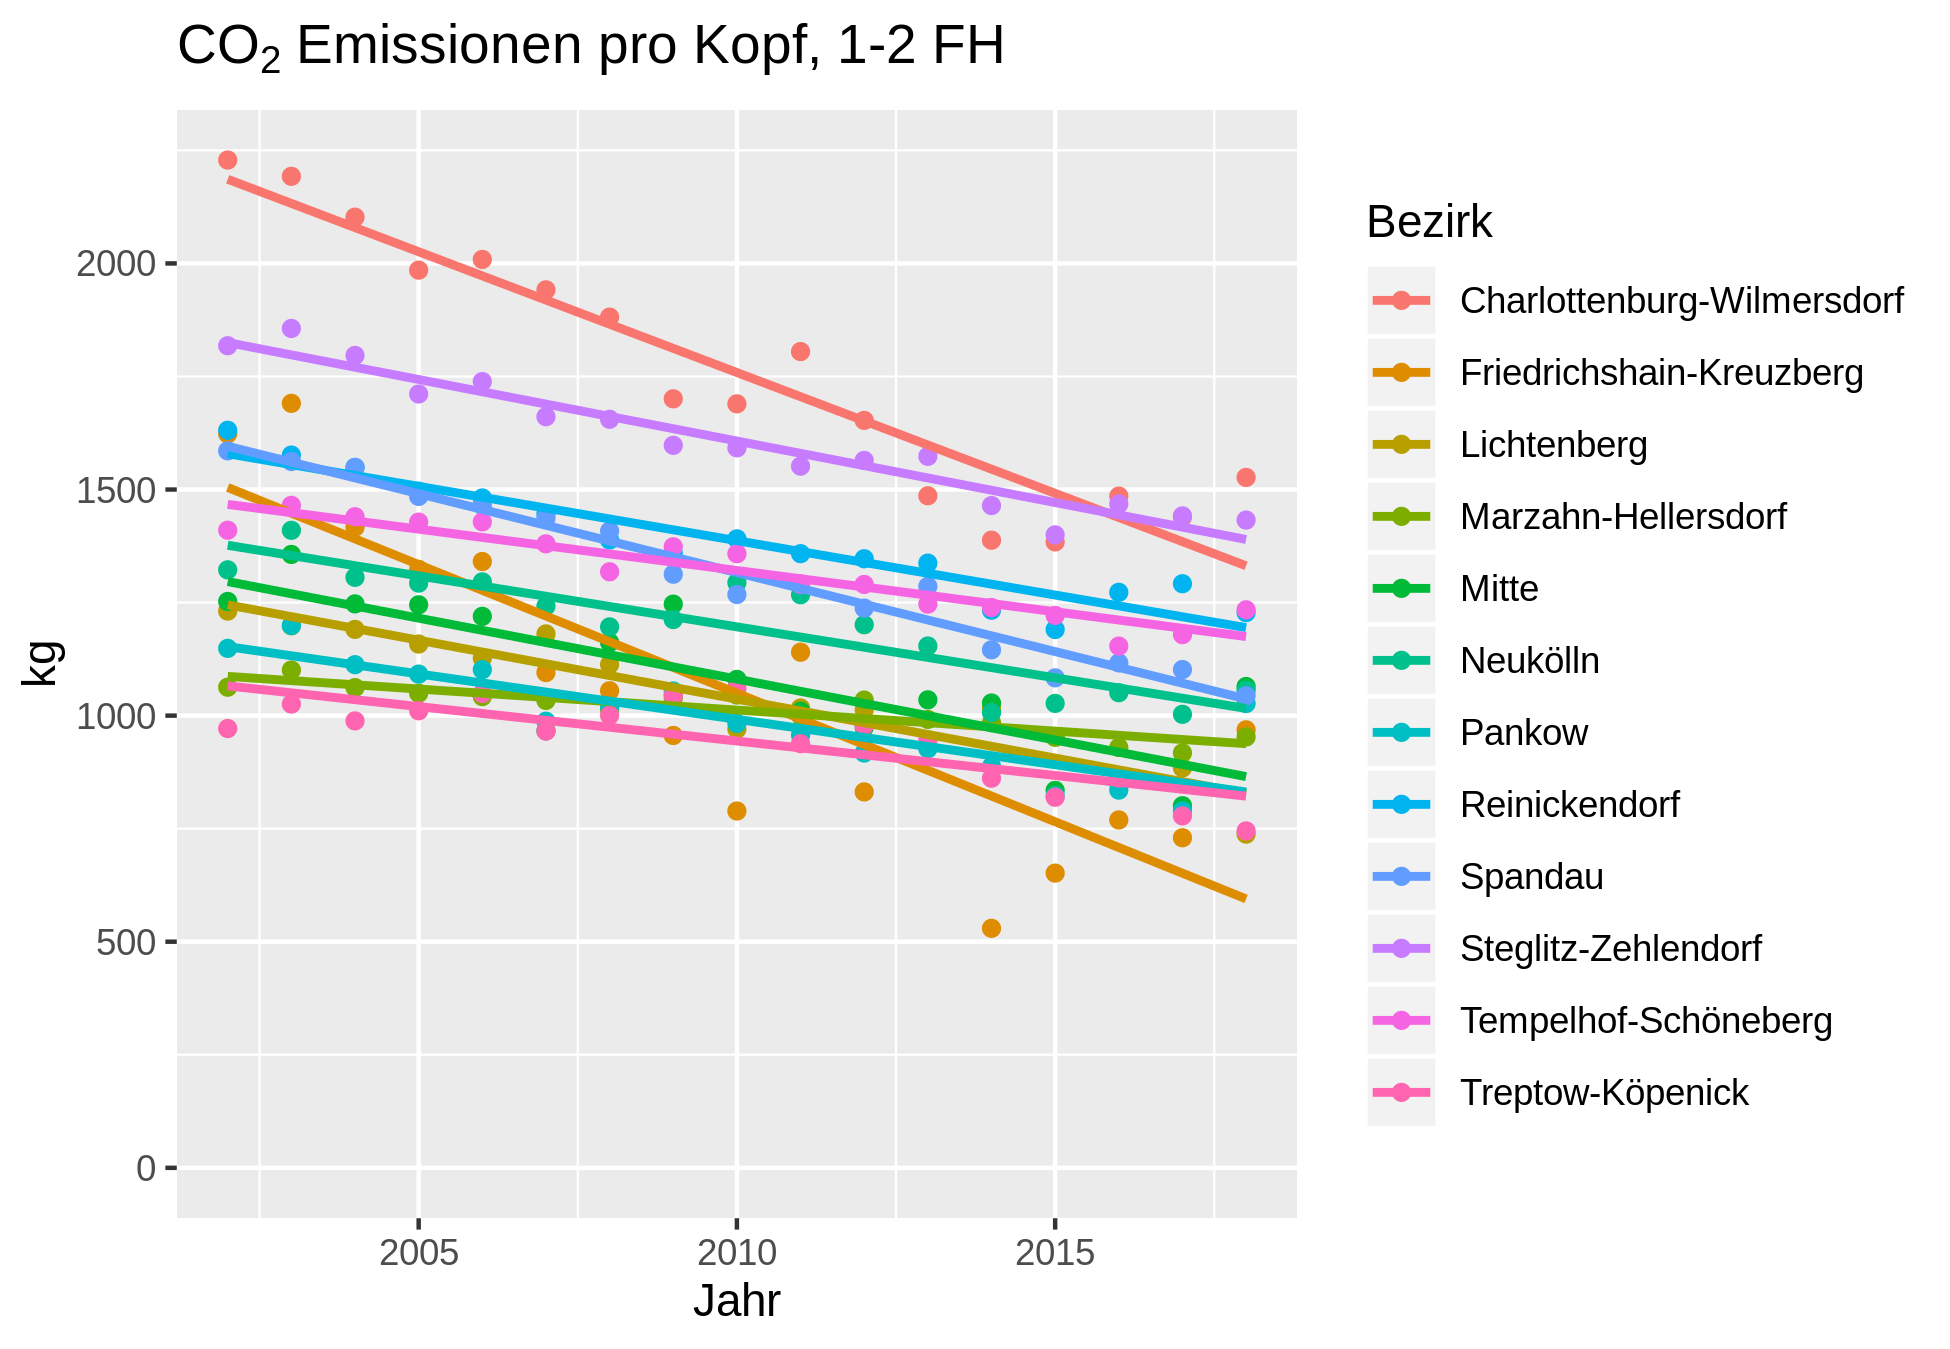 CO₂ Emissionen pro Kopf, 1-2 FH
kg
2000
1500
1000
500
0
2005 2010 2015
Jahr
Bezirk
Charlottenburg-Wilmersdorf
Friedrichshain-Kreuzberg
Lichtenberg
Marzahn-Hellersdorf
Mitte
Neukölln
Pankow
Reinickendorf
Spandau
Steglitz-Zehlendorf
Tempelhof-Schöneberg
Treptow-Köpenick